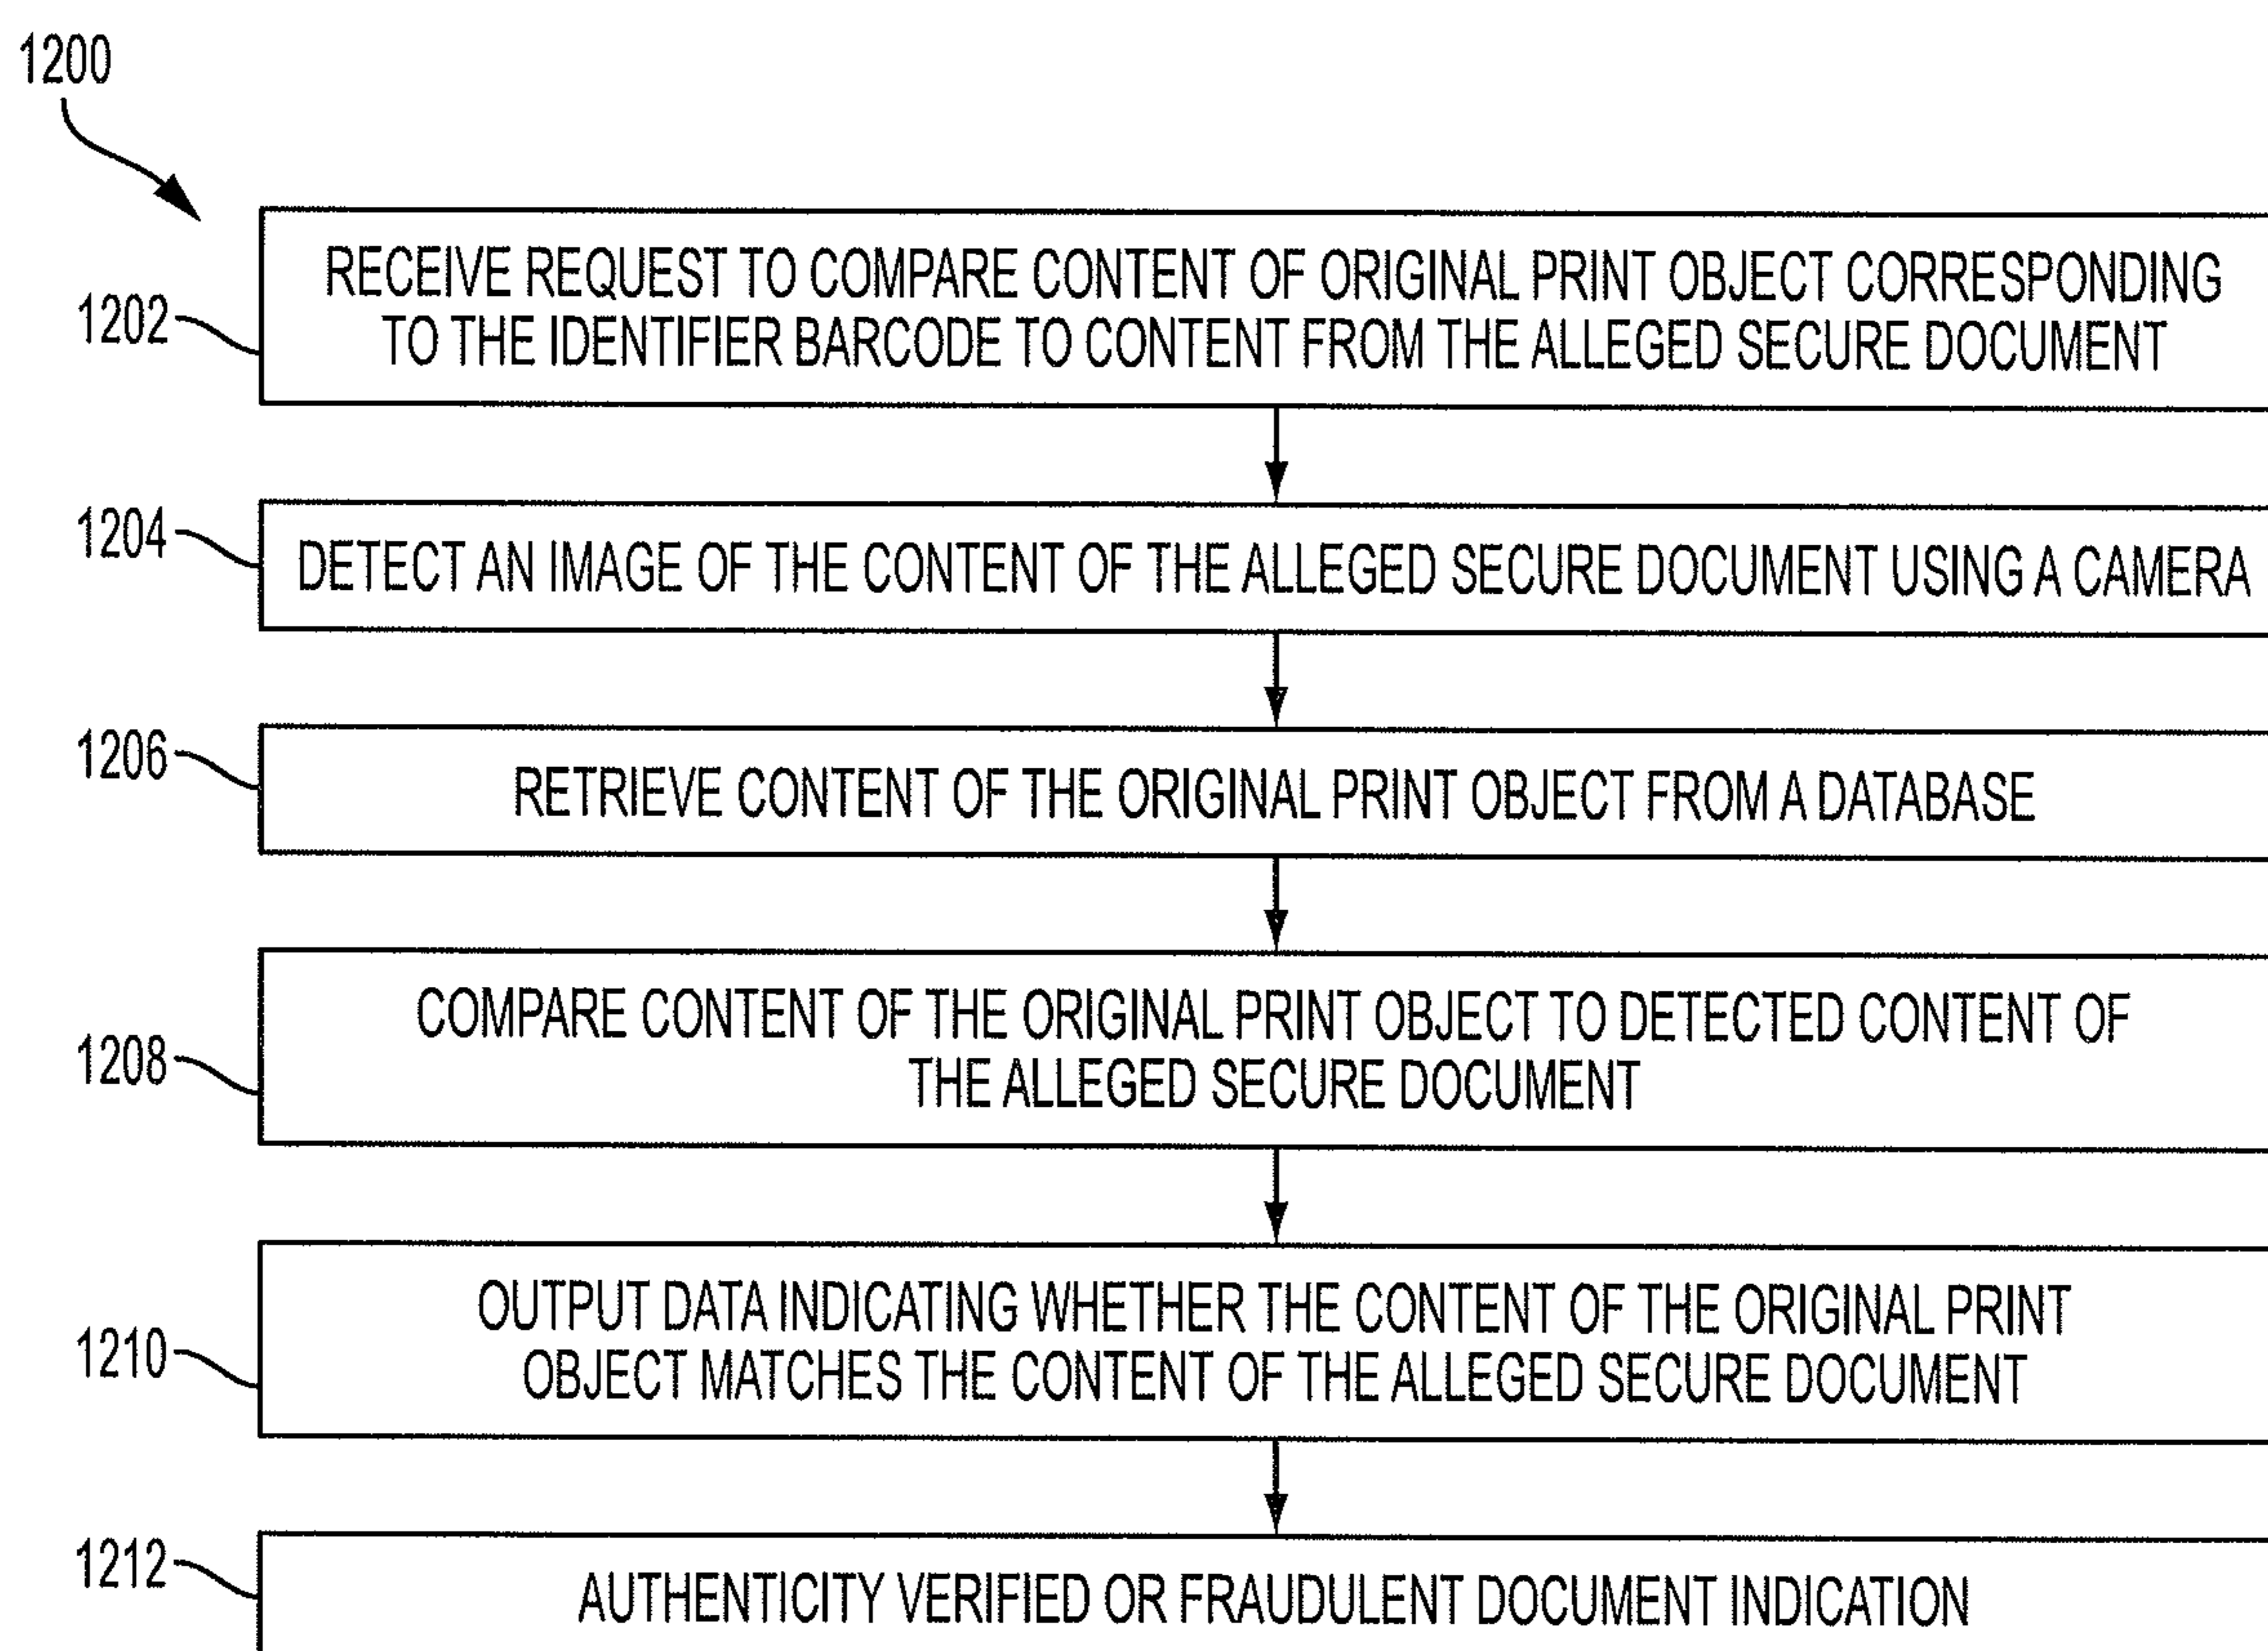 1200
1202
RECEIVE REQUEST TO COMPARE CONTENT OF ORIGINAL PRINT OBJECT CORRESPONDING
TO THE IDENTIFIER BARCODE TO CONTENT FROM THE ALLEGED SECURE DOCUMENT
1204
DETECT AN IMAGE OF THE CONTENT OF THE ALLEGED SECURE DOCUMENT USING A CAMERA
1206
RETRIEVE CONTENT OF THE ORIGINAL PRINT OBJECT FROM A DATABASE
1208
COMPARE CONTENT OF THE ORIGINAL PRINT OBJECT TO DETECTED CONTENT OF
THE ALLEGED SECURE DOCUMENT
1210
OUTPUT DATA INDICATING WHETHER THE CONTENT OF THE ORIGINAL PRINT
OBJECT MATCHES THE CONTENT OF THE ALLEGED SECURE DOCUMENT
1212
AUTHENTICITY VERIFIED OR FRAUDULENT DOCUMENT INDICATION